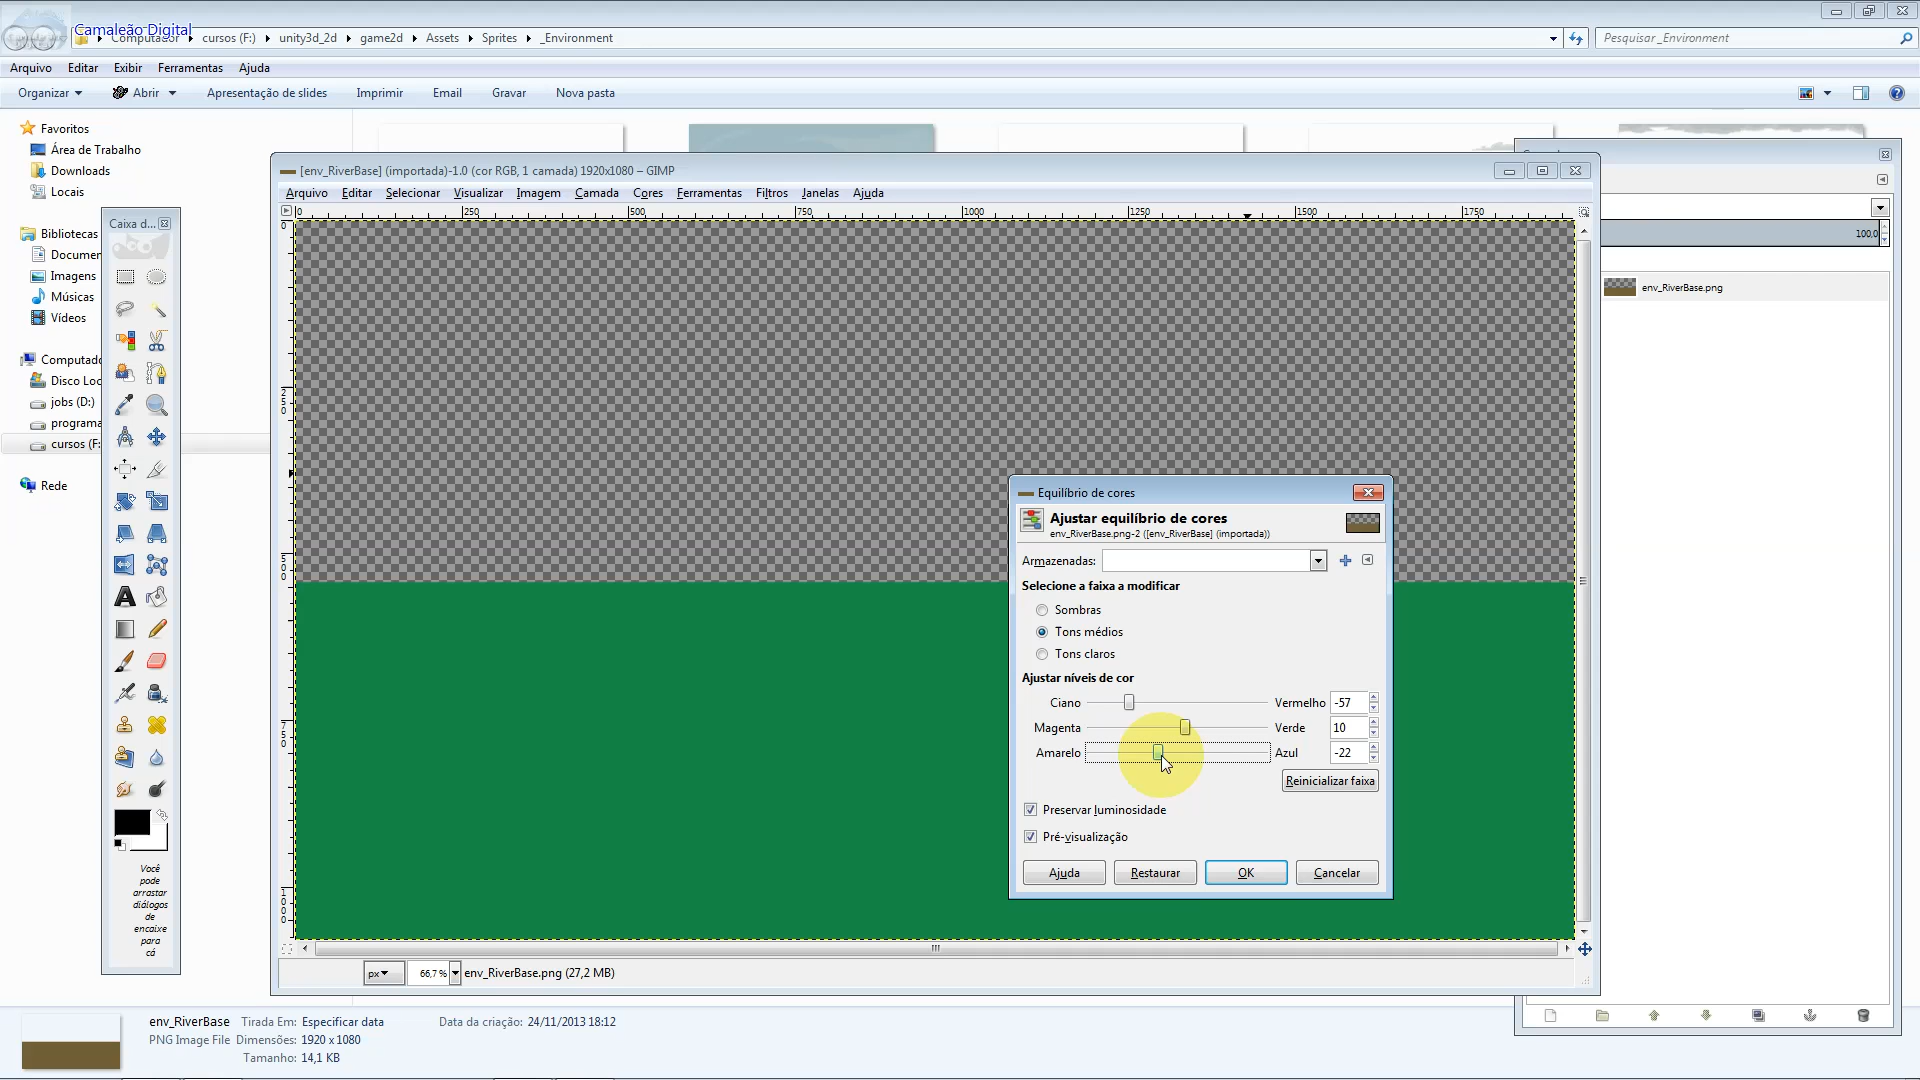 Camaleão Digital
Computador cursos (F:) unity3d_2d game2d Assets Sprites _Environment
Pesquisar _Environment
Arquivo Editar Exibir Ferramentas Ajuda
Organizar Abrir Apresentação de slides Imprimir Email Gravar Nova pasta
Favoritos
Área de Trabalho
Downloads
Locais
Bibliotecas
Documen
Imagens
Músicas
Vídeos
Computado
Disco Loc
jobs (D:)
programa
cursos (F:
Rede
Caixa d...
Você
pode
arrastar
diálogos
de
encaixe
para
cá
[env_RiverBase] (importada)-1.0 (cor RGB, 1 camada) 1920x1080 – GIMP
Arquivo Editar Selecionar Visualizar Imagem Camada Cores Ferramentas Filtros Janelas Ajuda
0 250 500 750 1000 1250 1500 1750
0
250
500
750
1000
100,0
env_RiverBase.png
Equilíbrio de cores
Ajustar equilíbrio de cores
env_RiverBase.png-2 ([env_RiverBase] (importada))
Armazenadas:
Selecione a faixa a modificar
Sombras
Tons médios
Tons claros
Ajustar níveis de cor
Ciano Vermelho -57
Magenta Verde 10
Amarelo Azul -22
Reinicializar faixa
Preservar luminosidade
Pré-visualização
Ajuda Restaurar OK Cancelar
px 66,7 % env_RiverBase.png (27,2 MB)
env_RiverBase Tirada Em: Especificar data Data da criação: 24/11/2013 18:12
PNG Image File Dimensões: 1920 x 1080
Tamanho: 14,1 KB